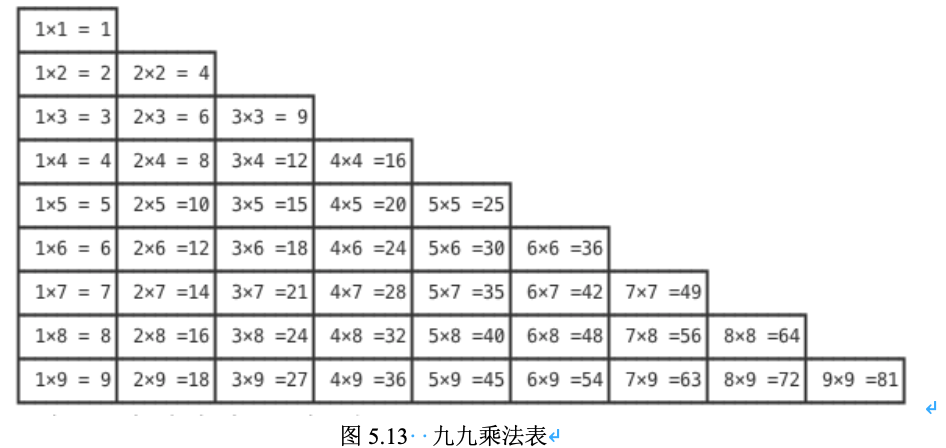 1×1 = 1
1×2 = 2 2×2 = 4
1×3 = 3 2×3 = 6 3×3 = 9
1×4 = 4 2×4 = 8 3×4 =12 4×4 =16
1×5 = 5 2×5 =10 3×5 =15 4×5 =20 5×5 =25
1×6 = 6 2×6 =12 3×6 =18 4×6 =24 5×6 =30 6×6 =36
1×7 = 7 2×7 =14 3×7 =21 4×7 =28 5×7 =35 6×7 =42 7×7 =49
1×8 = 8 2×8 =16 3×8 =24 4×8 =32 5×8 =40 6×8 =48 7×8 =56 8×8 =64
1×9 = 9 2×9 =18 3×9 =27 4×9 =36 5×9 =45 6×9 =54 7×9 =63 8×9 =72 9×9 =81
图 5.13 九九乘法表